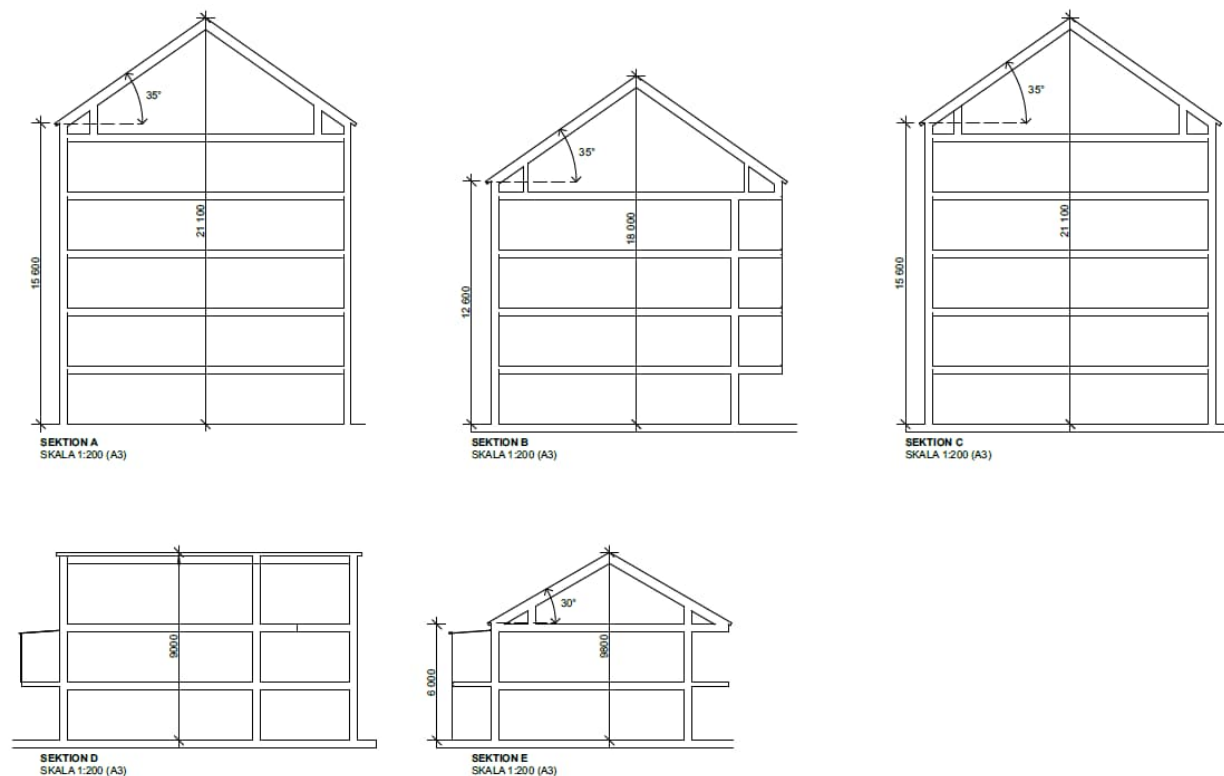 35°
21 100
15 600
SEKTION A
SKALA 1:200 (A3)
35°
18 000
12 600
SEKTION B
SKALA 1:200 (A3)
35°
21 100
15 600
SEKTION C
SKALA 1:200 (A3)
9000
SEKTION D
SKALA 1:200 (A3)
30°
9800
6 000
SEKTION E
SKALA 1:200 (A3)